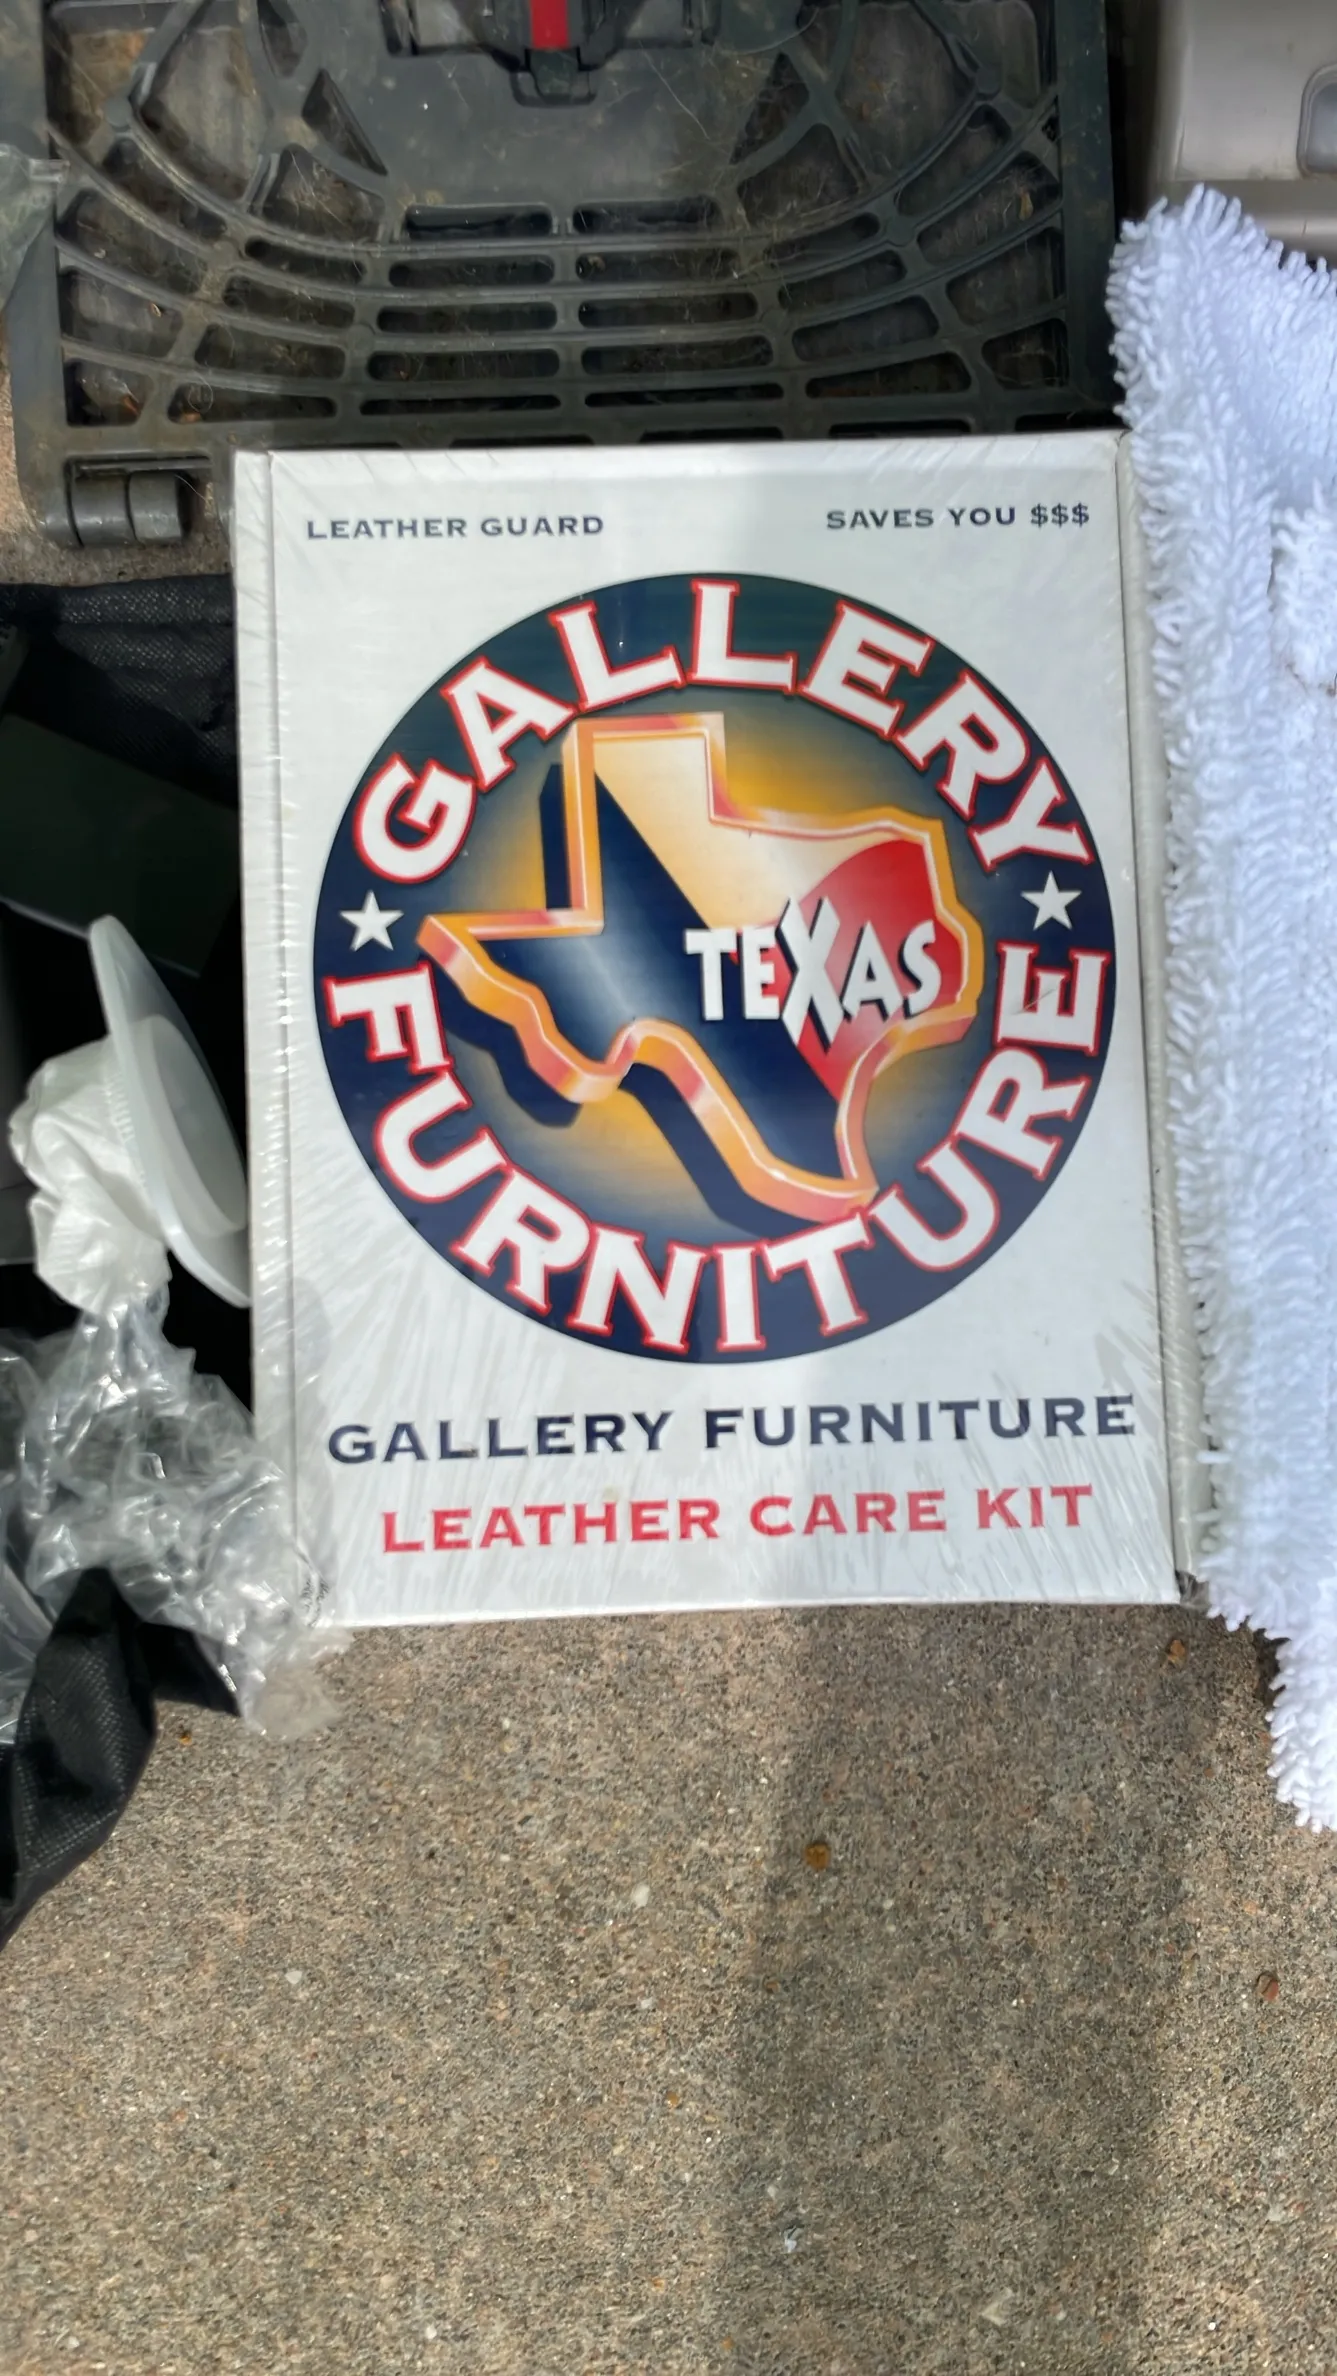 LEATHER GUARD
SAVES YOU $$$
GALLERY
TEXAS
FURNITURE
GALLERY FURNITURE
LEATHER CARE KIT